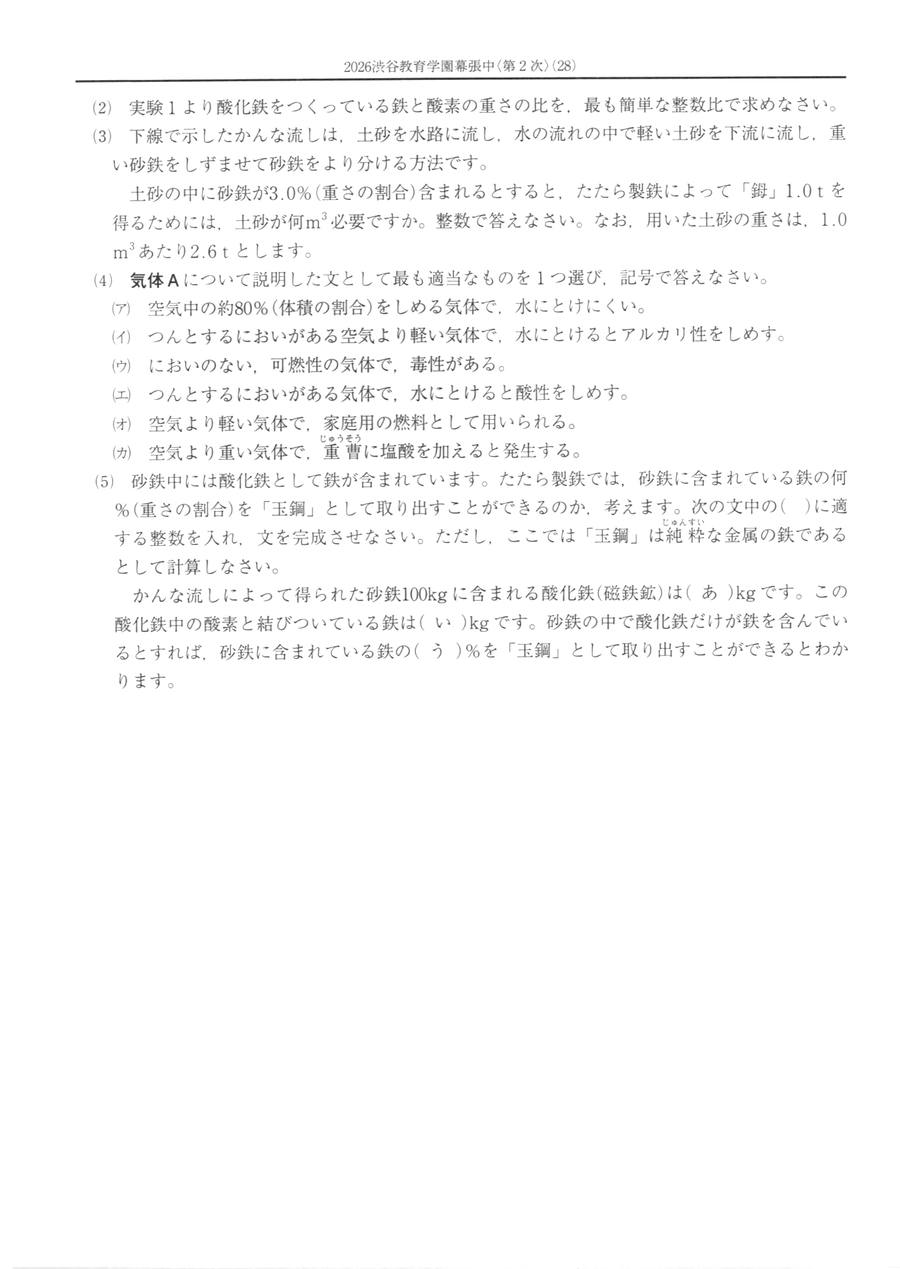 2026渋谷教育学園幕張中〈第2次〉(28)
(2) 実験1より酸化鉄をつくっている鉄と酸素の重さの比を，最も簡単な整数比で求めなさい。
(3) 下線で示したかんな流しは，土砂を水路に流し，水の流れの中で軽い土砂を下流に流し，重
い砂鉄をしずませて砂鉄をより分ける方法です。
土砂の中に砂鉄が3.0％(重さの割合)含まれるとすると，たたら製鉄によって「鉧」1.0ｔを
得るためには，土砂が何m³必要ですか。整数で答えなさい。なお，用いた土砂の重さは，1.0
m³あたり2.6ｔとします。
(4) 気体Aについて説明した文として最も適当なものを1つ選び，記号で答えなさい。
(ア) 空気中の約80％(体積の割合)をしめる気体で，水にとけにくい。
(イ) つんとするにおいがある空気より軽い気体で，水にとけるとアルカリ性をしめす。
(ウ) においのない，可燃性の気体で，毒性がある。
(エ) つんとするにおいがある気体で，水にとけると酸性をしめす。
(オ) 空気より軽い気体で，家庭用の燃料として用いられる。
じゅうそう
(カ) 空気より重い気体で，重曹に塩酸を加えると発生する。
(5) 砂鉄中には酸化鉄として鉄が含まれています。たたら製鉄では，砂鉄に含まれている鉄の何
％(重さの割合)を「玉鋼」として取り出すことができるのか，考えます。次の文中の( )に適
じゅんすい
する整数を入れ，文を完成させなさい。ただし，ここでは「玉鋼」は純粋な金属の鉄である
として計算しなさい。
かんな流しによって得られた砂鉄100kgに含まれる酸化鉄(磁鉄鉱)は( あ )kgです。この
酸化鉄中の酸素と結びついている鉄は( い )kgです。砂鉄の中で酸化鉄だけが鉄を含んでい
るとすれば，砂鉄に含まれている鉄の( う )％を「玉鋼」として取り出すことができるとわか
ります。